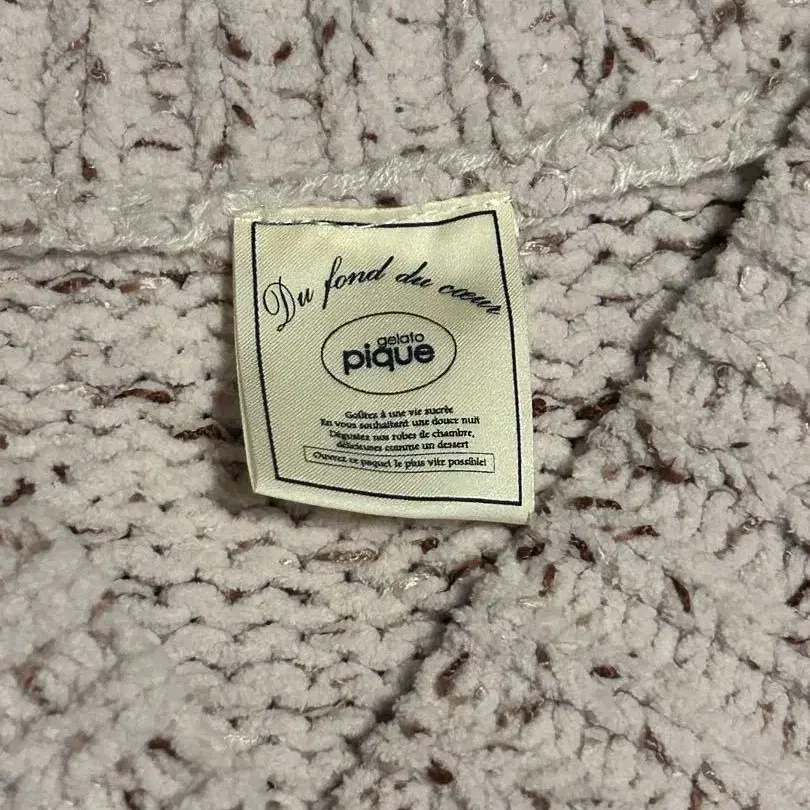 Du fond du cœur
gelato
pique
Goûtez à une vie sucrée
En vous souhaitant une douce nuit
Dégustez nos robes de chambre,
délicieuses comme un dessert
Ouvrez ce paquet le plus vite possible!